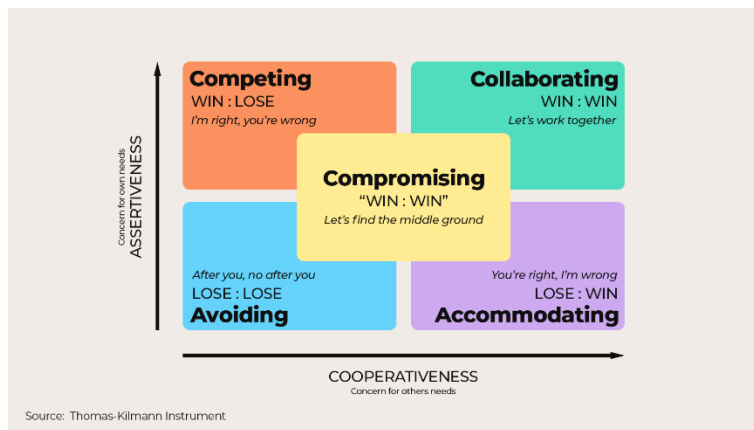 Competing
WIN : LOSE
I'm right, you're wrong
Collaborating
WIN : WIN
Let's work together
Compromising
“WIN : WIN”
Let's find the middle ground
After you, no after you
LOSE : LOSE
Avoiding
You're right, I'm wrong
LOSE : WIN
Accommodating
Concern for own needs
ASSERTIVENESS
COOPERATIVENESS
Concern for others needs
Source: Thomas-Kilmann Instrument